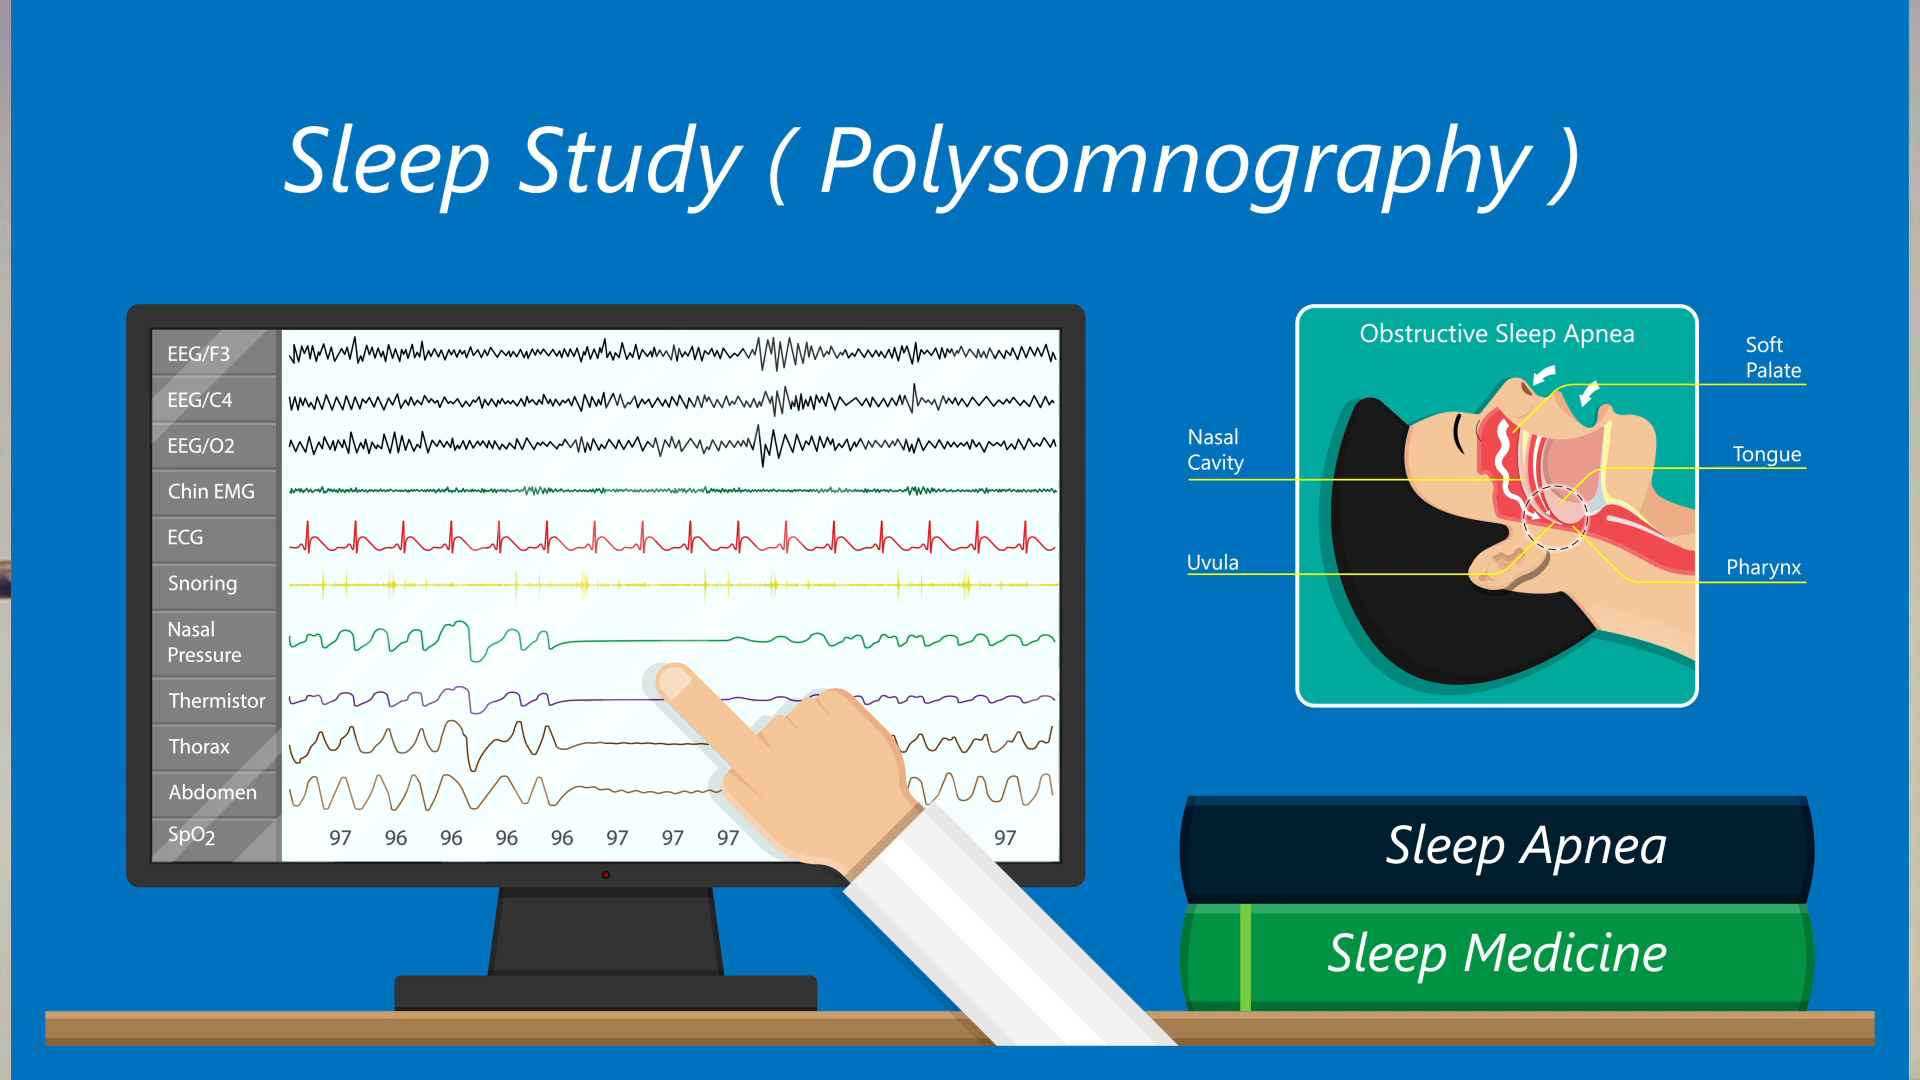 Sleep Study ( Polysomnography )
EEG/F3
EEG/C4
EEG/O2
Chin EMG
ECG
Snoring
Nasal
Pressure
Thermistor
Thorax
Abdomen
SpO2 97 96 96 96 96 97 97 97 97
Obstructive Sleep Apnea
Soft
Palate
Nasal
Cavity
Tongue
Uvula
Pharynx
Sleep Apnea
Sleep Medicine